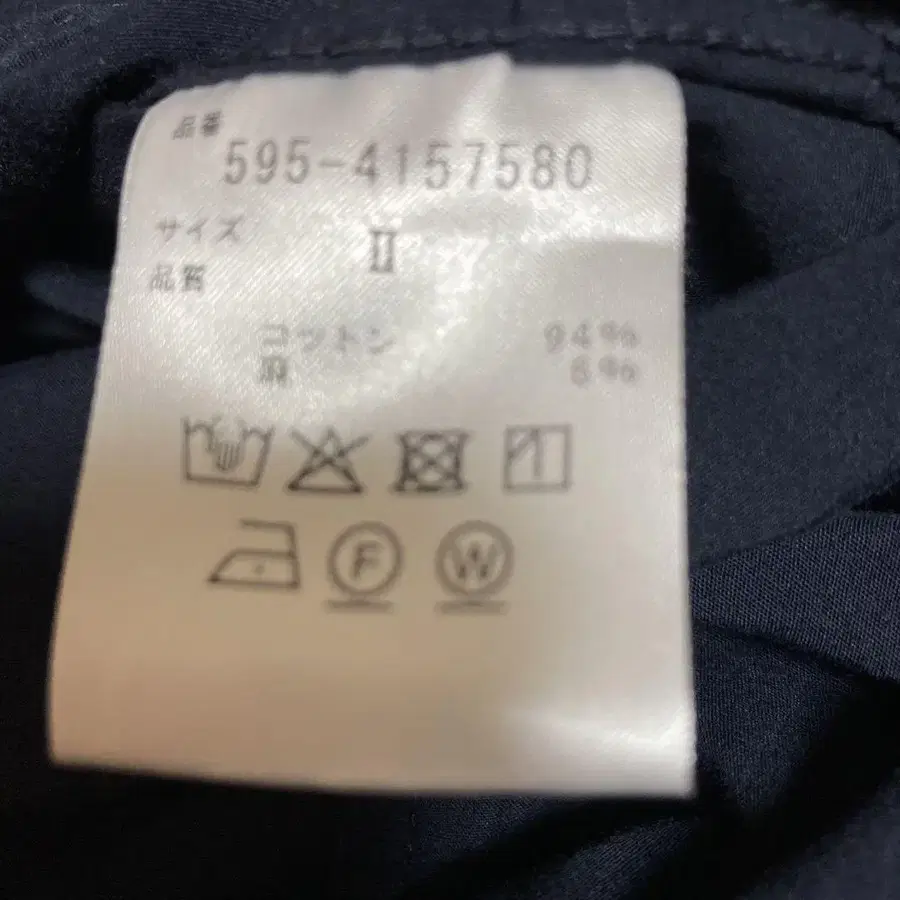 品番
595-4157580
サイズ II
品質
コットン 94%
麻 6%
F W